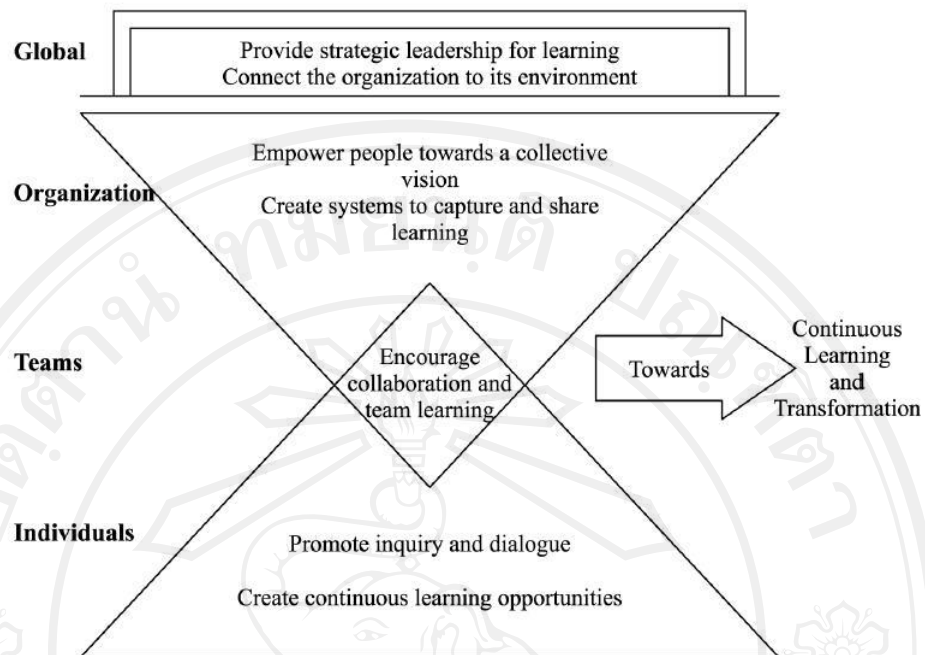 Global
Provide strategic leadership for learning
Connect the organization to its environment
Empower people towards a collective
vision
Organization
Create systems to capture and share
learning
Teams
Encourage
collaboration and
team learning
Towards
Continuous
Learning
and
Transformation
Individuals
Promote inquiry and dialogue
Create continuous learning opportunities